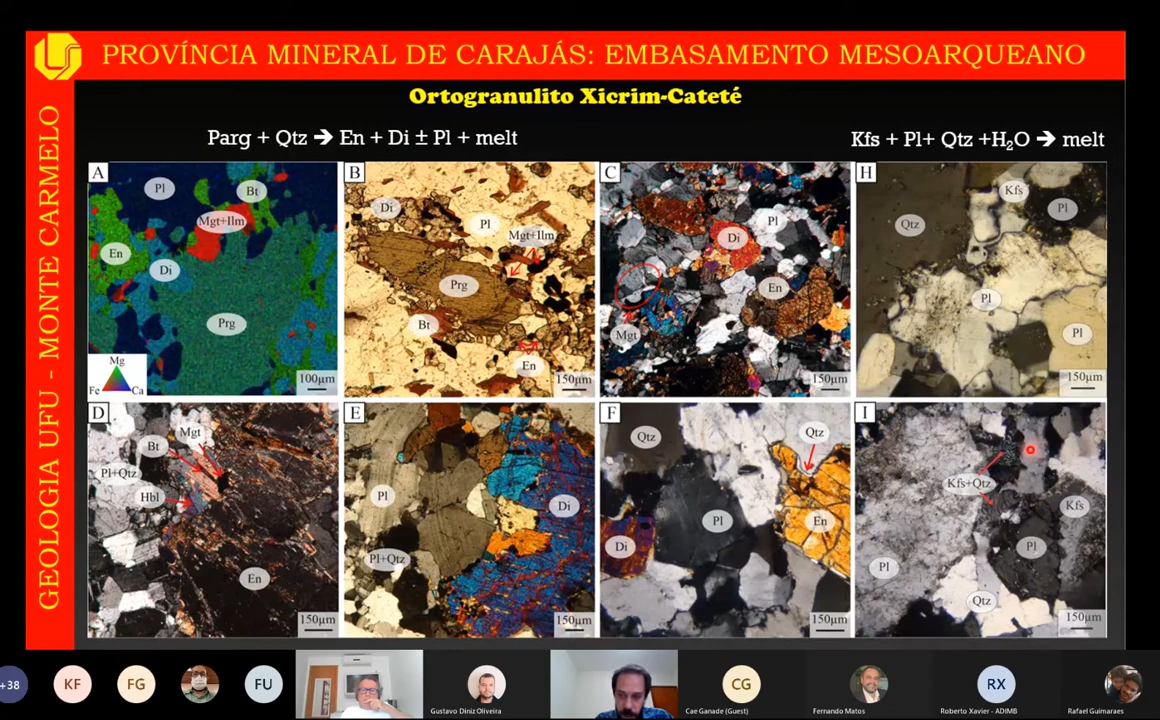 PROVÍNCIA MINERAL DE CARAJÁS: EMBASAMENTO MESOARQUEANO
GEOLOGIA UFU - MONTE CARMELO
Ortogranulito Xicrim-Cateté
Parg + Qtz ➔ En + Di ± Pl + melt
Kfs + Pl+ Qtz +H₂O ➔ melt
A
Pl
Bt
Mgt+Ilm
En
Di
Prg
Mg
Fe
Ca
100µm
B
Di
Pl
Mgt+Ilm
Prg
Bt
En
150µm
C
Pl
Di
En
Mgt
150µm
H
Kfs
Pl
Qtz
Pl
Pl
150µm
D
Mgt
Bt
Pl+Qtz
Hbl
En
150µm
E
Pl
Di
Pl+Qtz
150µm
F
Qtz
Qtz
Pl
En
Di
150µm
I
Kfs+Qtz
Kfs
Pl
Pl
Qtz
150µm
+38
KF
FG
FU
Gustavo Diniz Oliveira
CG
Cae Ganade (Guest)
Fernando Matos
RX
Roberto Xavier - ADIMB
Rafael Guimaraes